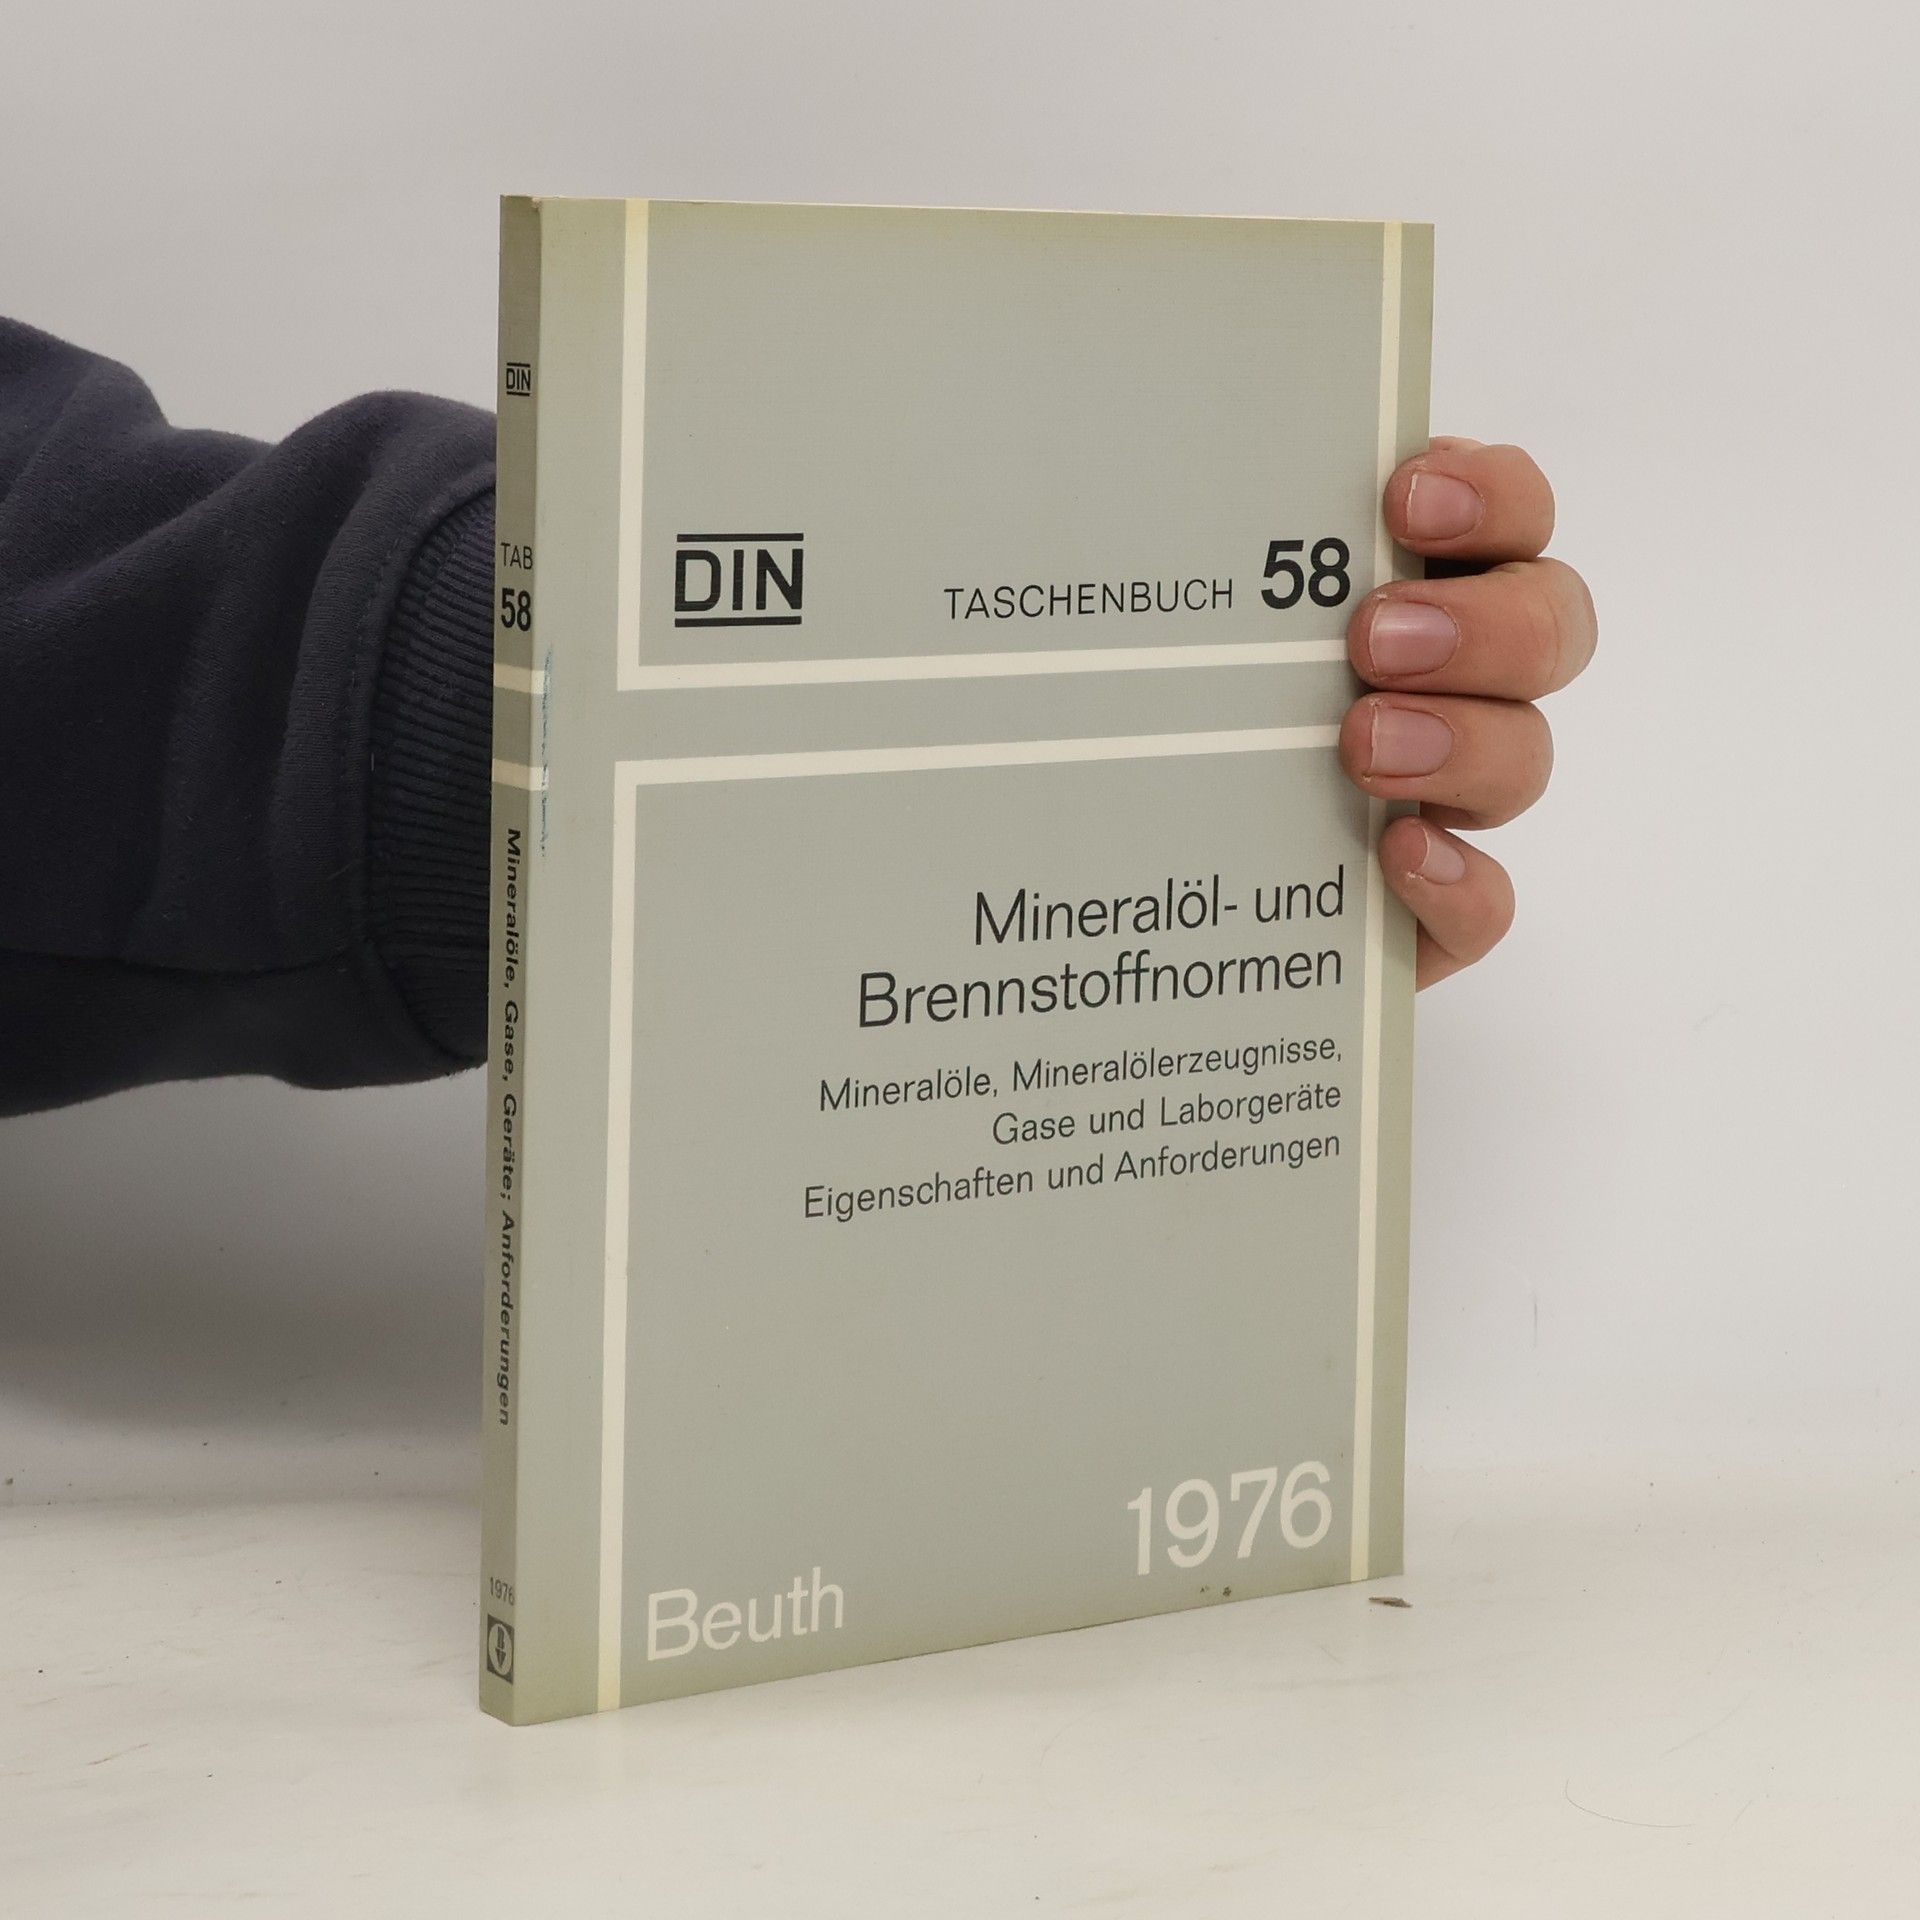 DIN
TAB
58
Mineralöle, Gase, Geräte; Anforderungen
1976
DIN
TASCHENBUCH 58
Mineralöl- und
Brennstoffnormen
Mineralöle, Mineralölerzeugnisse,
Gase und Laborgeräte
Eigenschaften und Anforderungen
1976
Beuth